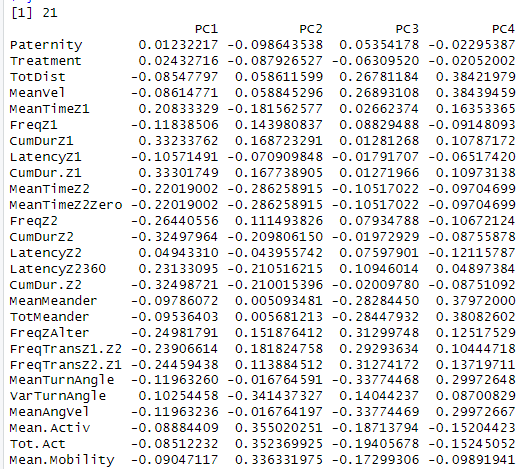 [1] 21
PC1 PC2 PC3 PC4
Paternity 0.01232217 -0.098643538 0.05354178 -0.02295387
Treatment 0.02432716 -0.087926527 -0.06309520 -0.02052002
TotDist -0.08547797 0.058611599 0.26781184 0.38421979
MeanVel -0.08614771 0.058845296 0.26893108 0.38439459
MeanTimeZ1 0.20833329 -0.181562577 0.02662374 0.16353365
FreqZ1 -0.11838506 0.143980837 0.08829488 -0.09148093
CumDurZ1 0.33233762 0.168723291 0.01281268 0.10787172
LatencyZ1 -0.10571491 -0.070909848 -0.01791707 -0.06517420
CumDur.Z1 0.33301749 0.167738905 0.01271966 0.10973138
MeanTimeZ2 -0.22019002 -0.286258915 -0.10517022 -0.09704699
MeanTimeZ2Zero -0.22019002 -0.286258915 -0.10517022 -0.09704699
FreqZ2 -0.26440556 0.111493826 0.07934788 -0.10672124
CumDurZ2 -0.32497964 -0.209806150 -0.01972929 -0.08755878
LatencyZ2 0.04943310 -0.043955742 0.07597901 -0.12115787
LatencyZ2360 0.23133095 -0.210516215 0.10946014 0.04897384
CumDur.Z2 -0.32498721 -0.210015396 -0.02009780 -0.08751092
MeanMeander -0.09786072 0.005093481 -0.28284450 0.37972000
TotMeander -0.09536403 0.005681213 -0.28447932 0.38082602
FreqZAlter -0.24981791 0.151876412 0.31299748 0.12517529
FreqTransZ1.Z2 -0.23906614 0.181824758 0.29293634 0.10444718
FreqTransZ2.Z1 -0.24459438 0.113884512 0.31274172 0.13719711
MeanTurnAngle -0.11963260 -0.016764591 -0.33774468 0.29972648
VarTurnAngle 0.10254458 -0.341437327 0.14044237 0.08700829
MeanAngVel -0.11963236 -0.016764197 -0.33774469 0.29972667
Mean.Activ -0.08884409 0.355020251 -0.18713794 -0.15204423
Tot.Act -0.08512232 0.352369925 -0.19405678 -0.15245052
Mean.Mobility -0.09047117 0.336331975 -0.17299306 -0.09891941